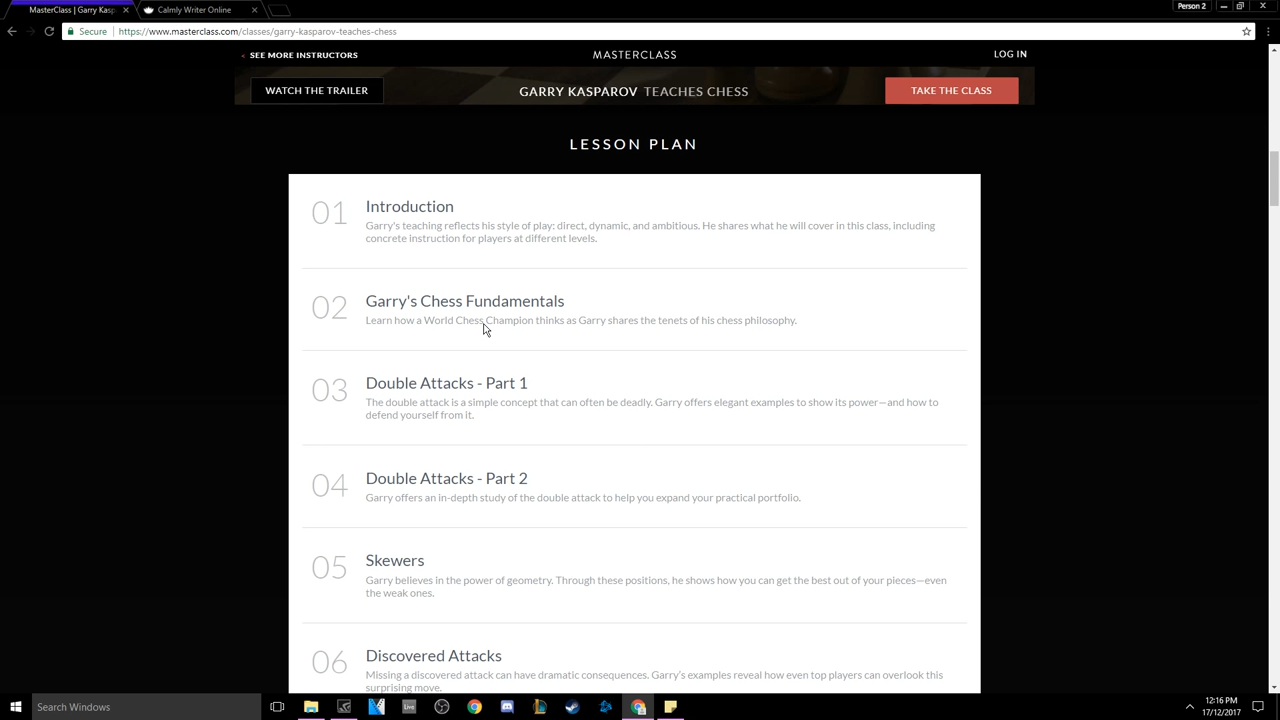 MasterClass | Garry Kasp
Calmly Writer Online
Person 2
Secure
https://www.masterclass.com/classes/garry-kasparov-teaches-chess
SEE MORE INSTRUCTORS
MASTERCLASS
LOG IN
WATCH THE TRAILER
GARRY KASPAROV TEACHES CHESS
TAKE THE CLASS
LESSON PLAN
01
Introduction
Garry's teaching reflects his style of play: direct, dynamic, and ambitious. He shares what he will cover in this class, including
concrete instruction for players at different levels.
02
Garry's Chess Fundamentals
Learn how a World Chess Champion thinks as Garry shares the tenets of his chess philosophy.
03
Double Attacks - Part 1
The double attack is a simple concept that can often be deadly. Garry offers elegant examples to show its power—and how to
defend yourself from it.
04
Double Attacks - Part 2
Garry offers an in-depth study of the double attack to help you expand your practical portfolio.
05
Skewers
Garry believes in the power of geometry. Through these positions, he shows how you can get the best out of your pieces—even
the weak ones.
06
Discovered Attacks
Missing a discovered attack can have dramatic consequences. Garry's examples reveal how even top players can overlook this
surprising move.
Search Windows
Live
12:16 PM
17/12/2017